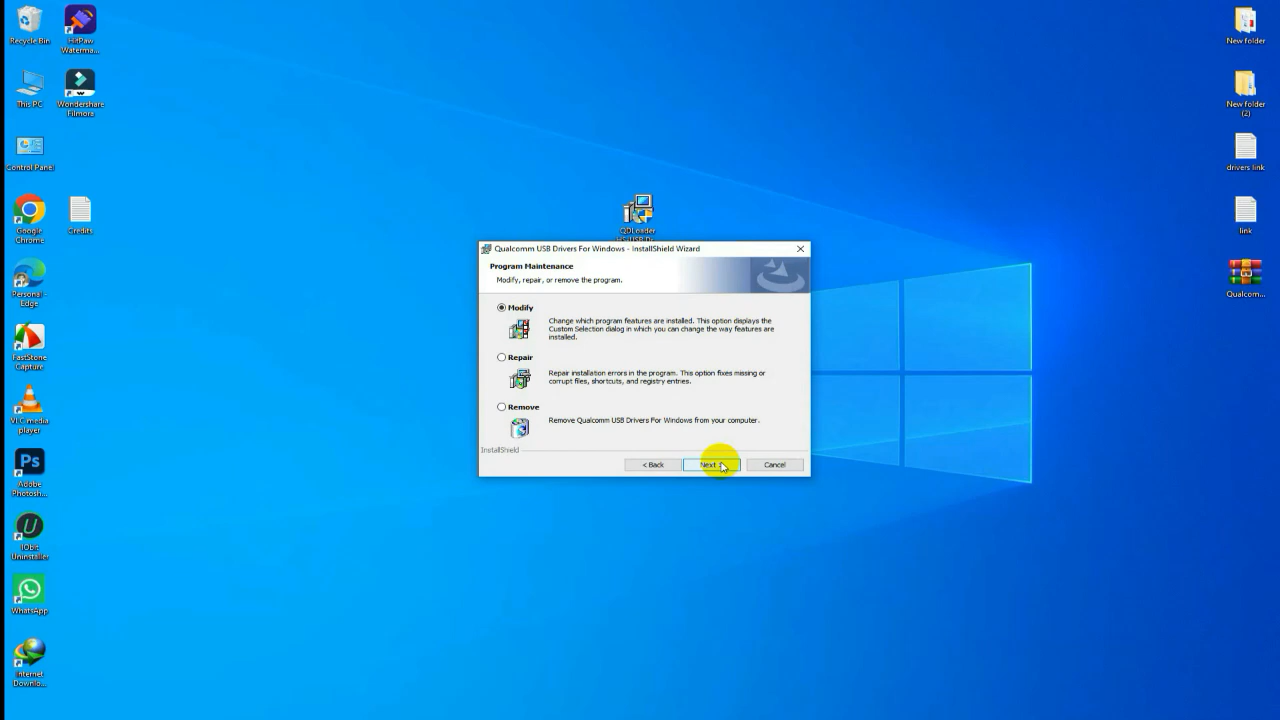 Recycle Bin
HitPaw
Waterma...
This PC
Wondershare
Filmora
Control Panel
Google
Chrome
Credits
Personal -
Edge
FastStone
Capture
VLC media
player
Ps
Adobe
Photosh...
IObit
Uninstaller
WhatsApp
Internet
Downlo...
QDLoader
Qualcomm USB Drivers For Windows - InstallShield Wizard
Program Maintenance
Modify, repair, or remove the program.
Modify
Change which program features are installed. This option displays the
Custom Selection dialog in which you can change the way features are
installed.
Repair
Repair installation errors in the program. This option fixes missing or
corrupt files, shortcuts, and registry entries.
Remove
Remove Qualcomm USB Drivers For Windows from your computer.
InstallShield
< Back
Next
Cancel
New folder
New folder
(2)
drivers link
link
Qualcom...